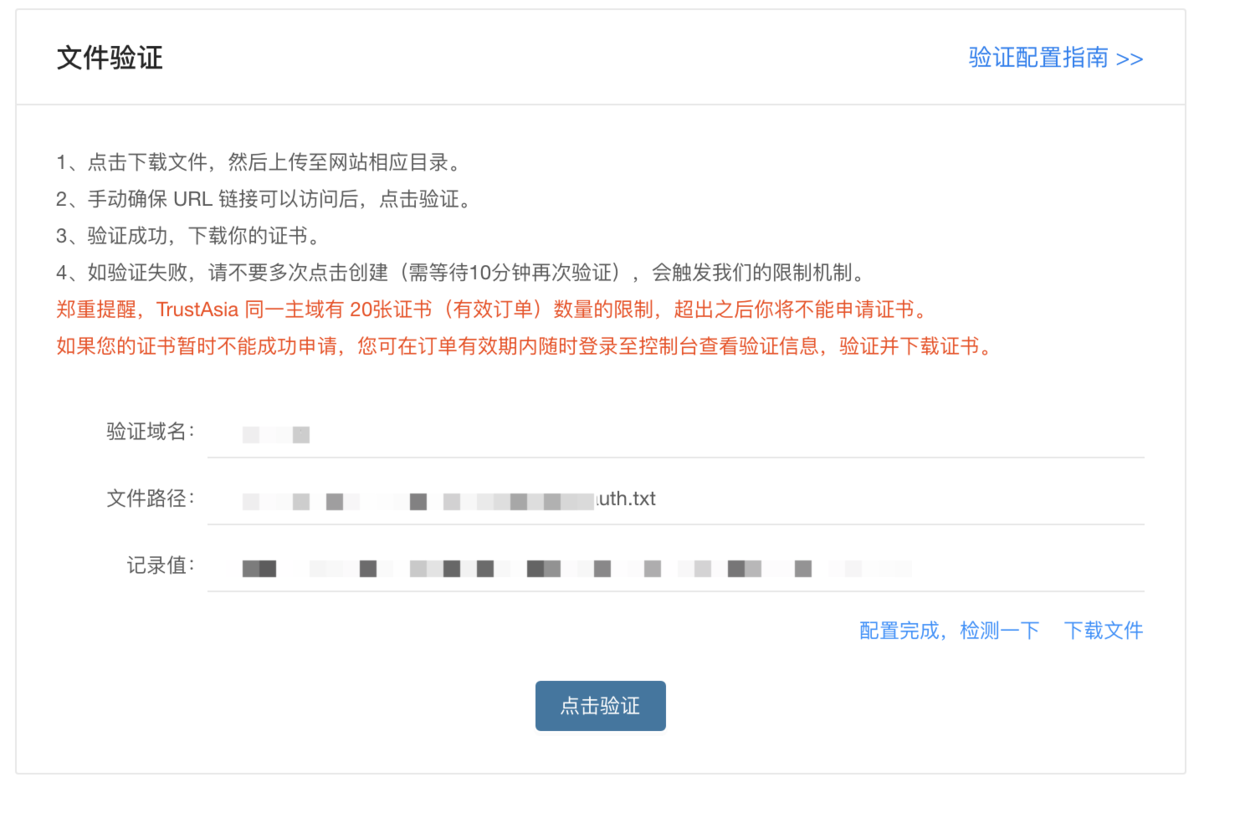 文件验证
验证配置指南 >>
1、点击下载文件，然后上传至网站相应目录。
2、手动确保 URL 链接可以访问后，点击验证。
3、验证成功，下载你的证书。
4、如验证失败，请不要多次点击创建（需等待10分钟再次验证），会触发我们的限制机制。
郑重提醒，TrustAsia 同一主域有 20张证书（有效订单）数量的限制，超出之后你将不能申请证书。
如果您的证书暂时不能成功申请，您可在订单有效期内随时登录至控制台查看验证信息，验证并下载证书。
验证域名：
文件路径： uth.txt
记录值：
配置完成，检测一下 下载文件
点击验证